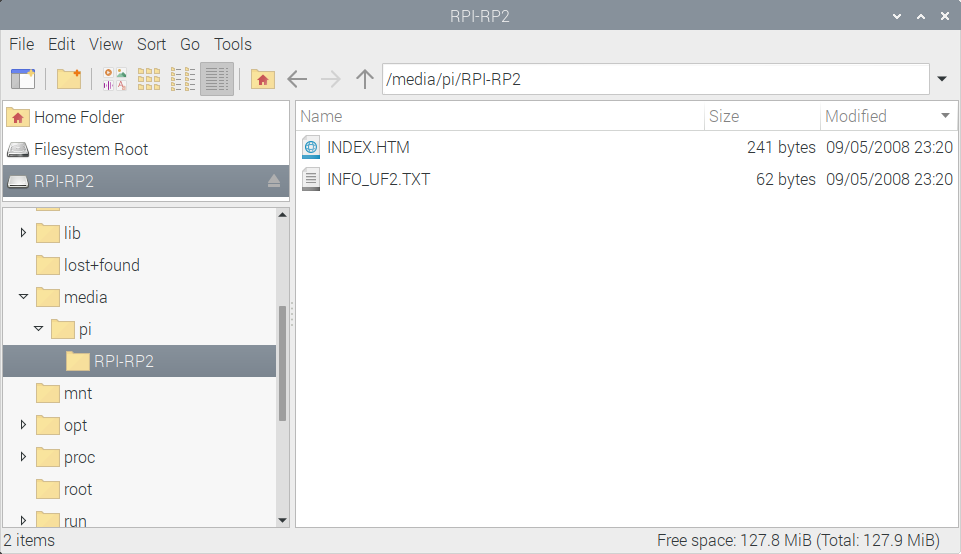 RPI-RP2
File Edit View Sort Go Tools
/media/pi/RPI-RP2
Home Folder
Filesystem Root
RPI-RP2
lib
lost+found
media
pi
RPI-RP2
mnt
opt
proc
root
run
Name Size Modified
INDEX.HTM 241 bytes 09/05/2008 23:20
INFO_UF2.TXT 62 bytes 09/05/2008 23:20
2 items Free space: 127.8 MiB (Total: 127.9 MiB)